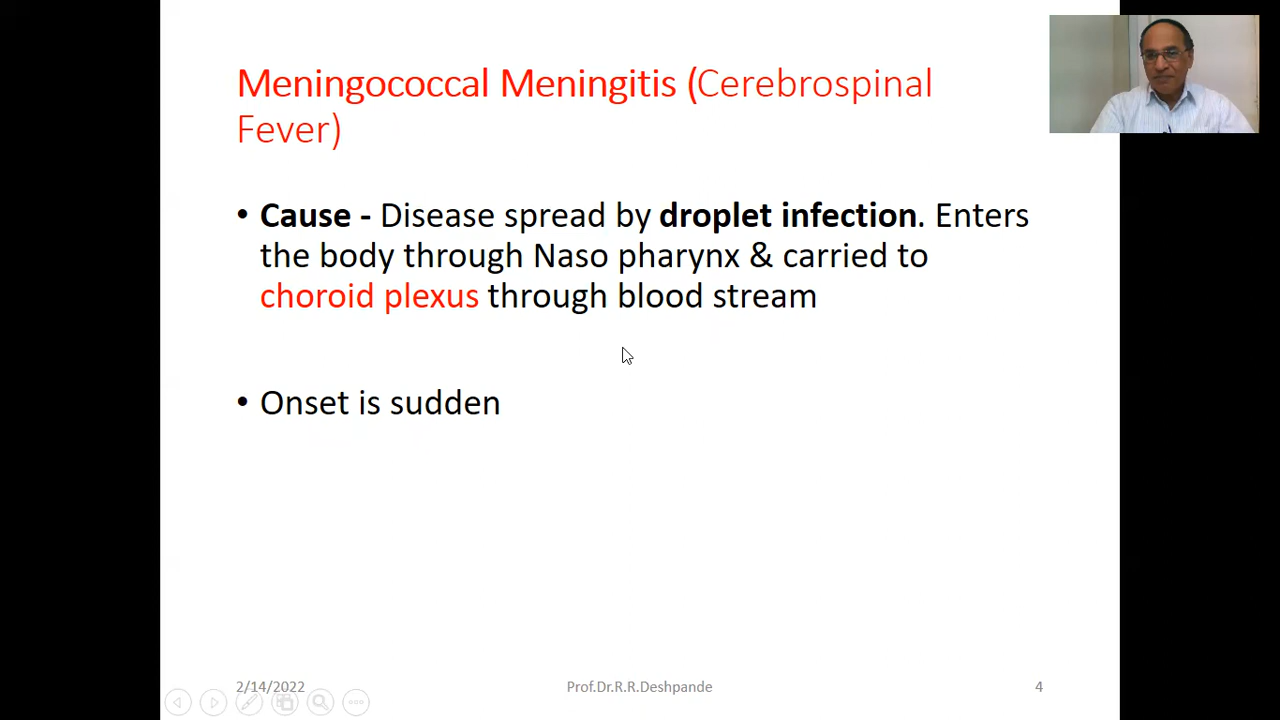 Meningococcal Meningitis (Cerebrospinal
Fever)
• Cause - Disease spread by droplet infection. Enters
the body through Naso pharynx & carried to
choroid plexus through blood stream
• Onset is sudden
2/14/2022
Prof.Dr.R.R.Deshpande
4